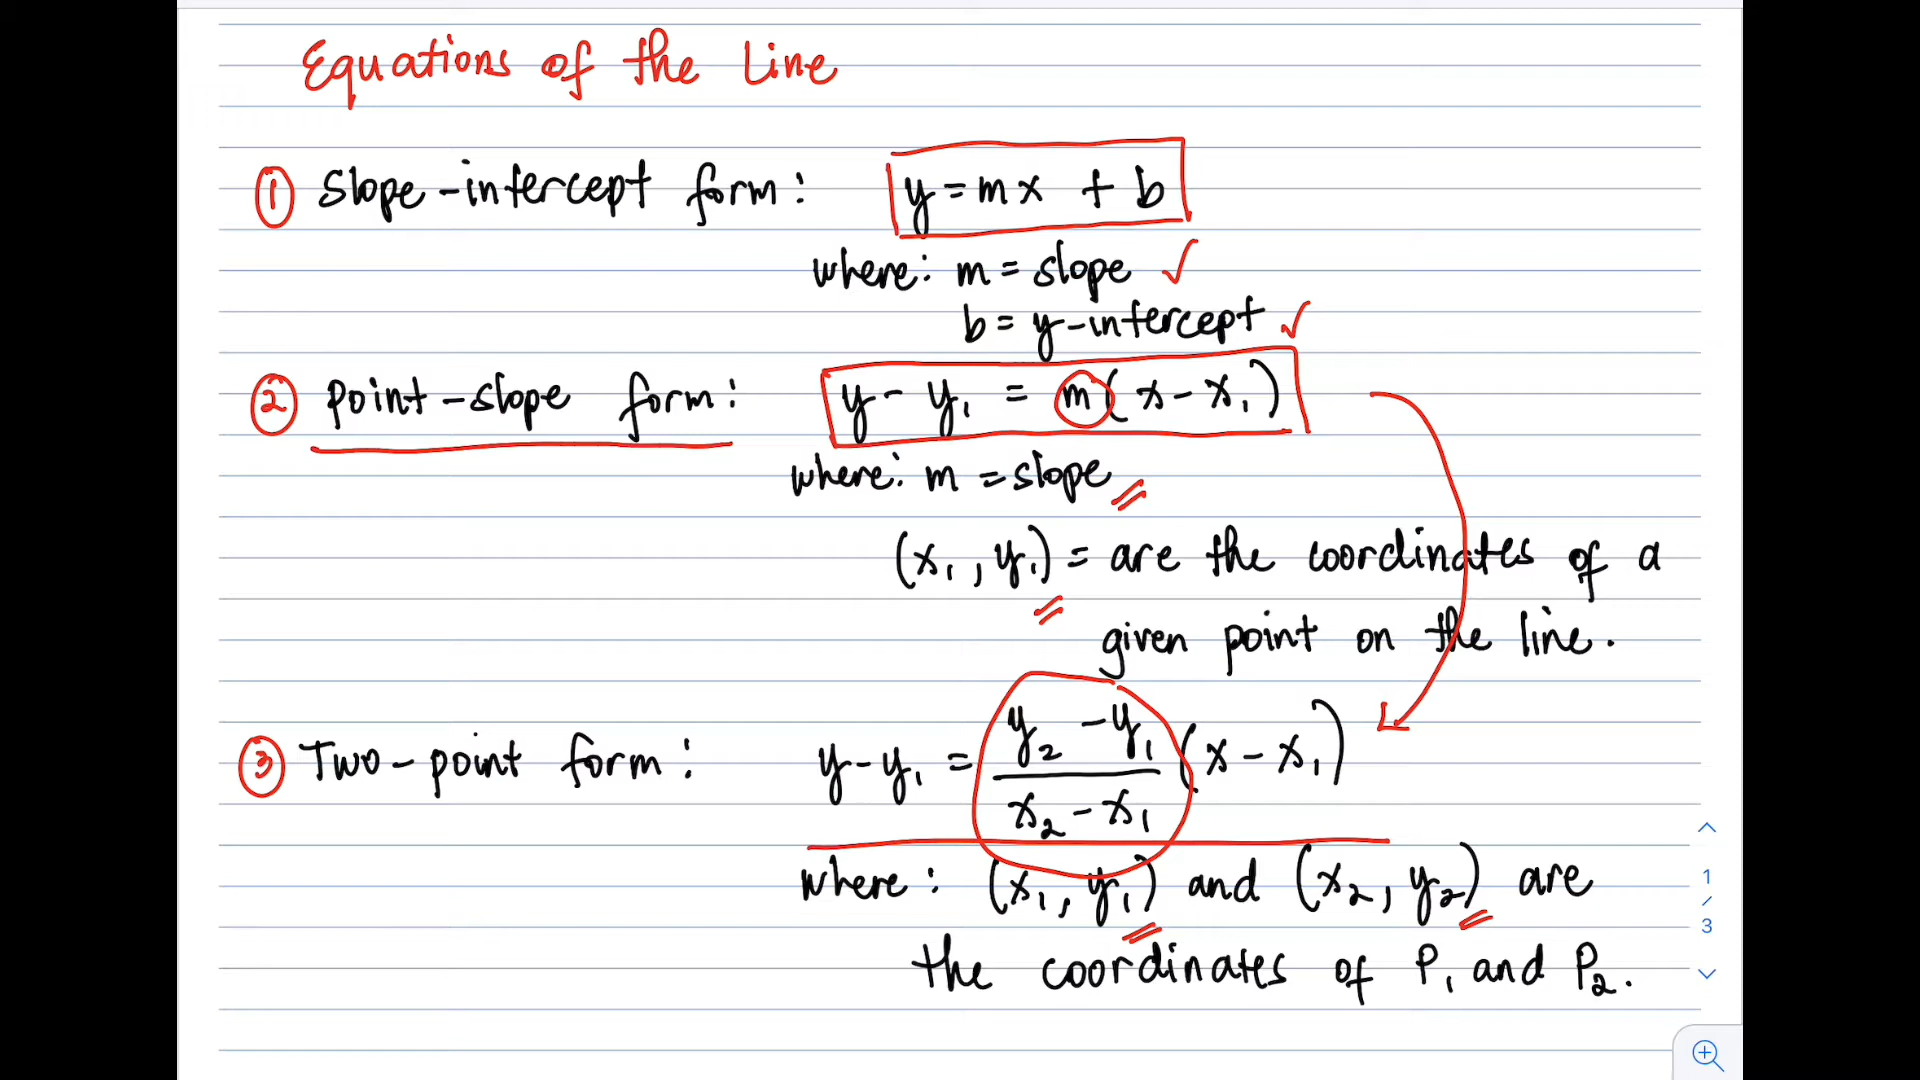 Equations of the Line
① Slope-intercept form: y = mx + b
where: m = slope ✓
b = y-intercept ✓
② Point-slope form: y - y₁ = m(x - x₁)
where: m = slope
(x₁, y₁) = are the coordinates of a
given point on the line.
③ Two-point form: y - y₁ = (y₂ - y₁)/(x₂ - x₁) (x - x₁)
where: (x₁, y₁) and (x₂, y₂) are
the coordinates of P₁ and P₂.
1
/
3